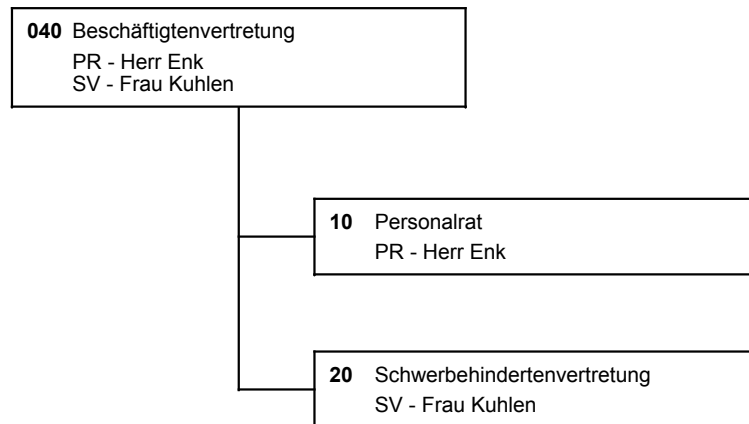 040 Beschäftigtenvertretung
PR - Herr Enk
SV - Frau Kuhlen
10 Personalrat
PR - Herr Enk
20 Schwerbehindertenvertretung
SV - Frau Kuhlen